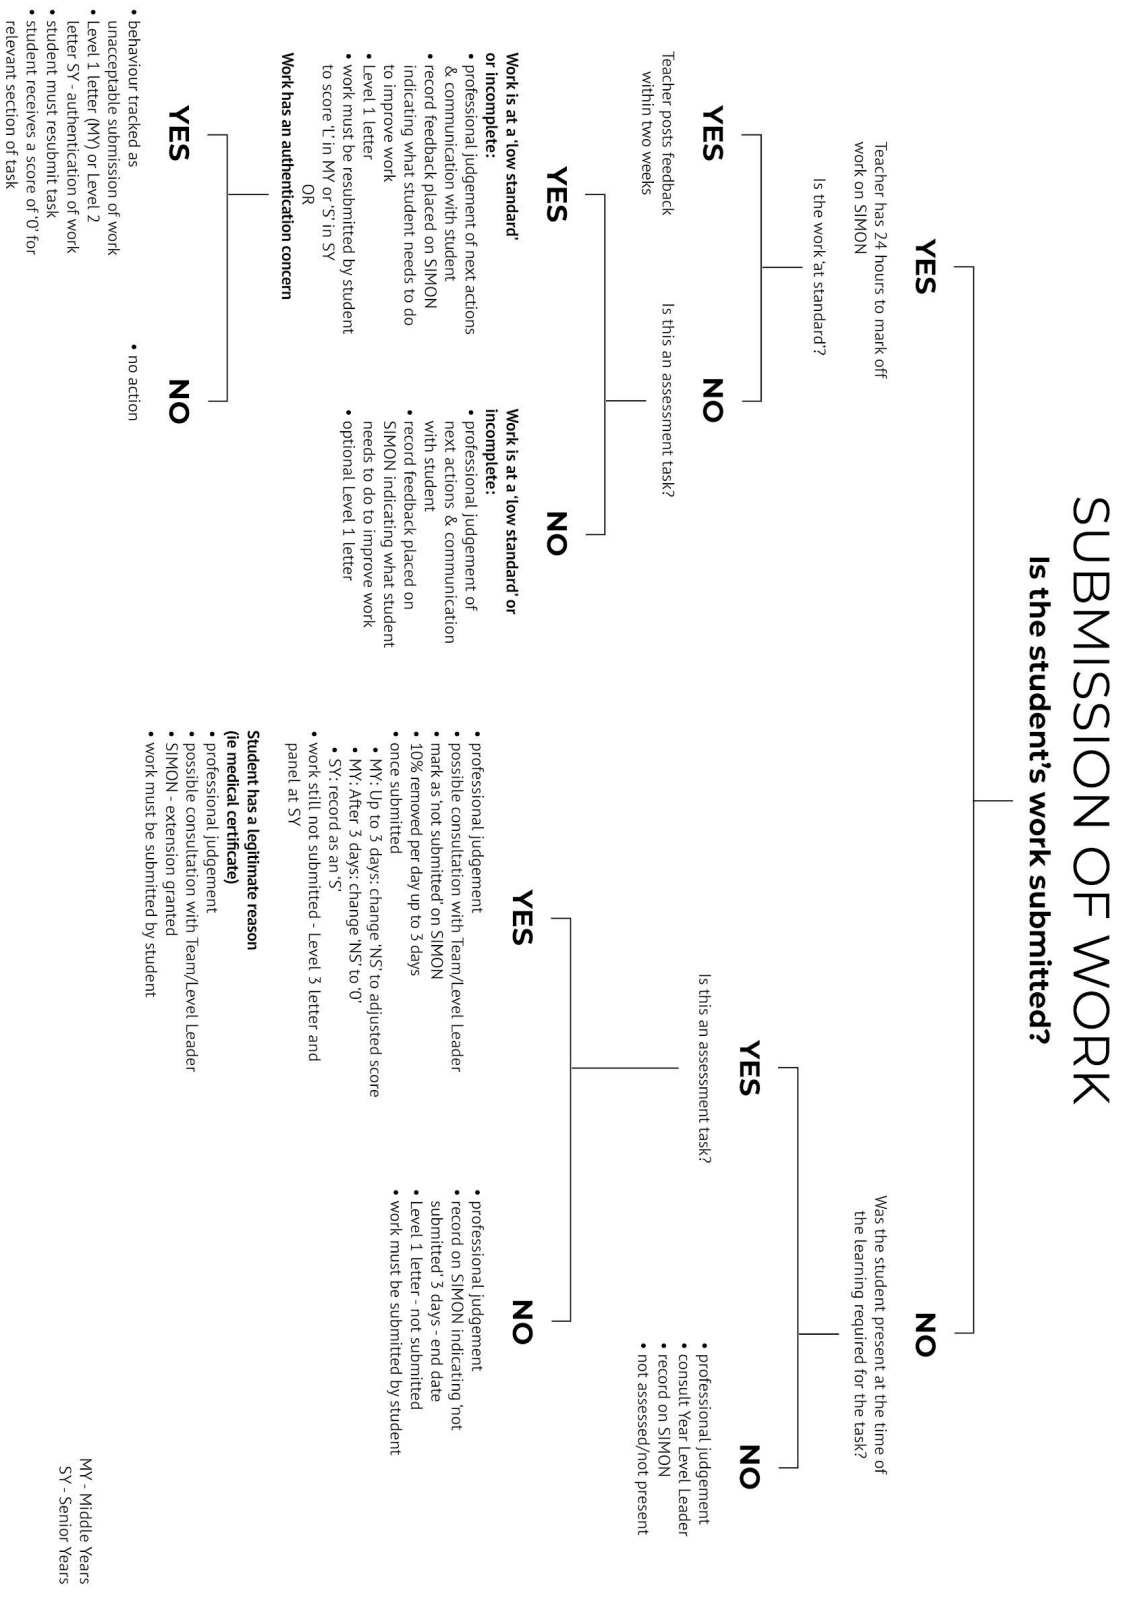 SUBMISSION OF WORK
Is the student’s work submitted?
YES
Teacher has 24 hours to mark off
work on SIMON
Is the work ‘at standard’?
YES
Teacher posts feedback
within two weeks
NO
Is this an assessment task?
YES
Work is at a ‘low standard’
or incomplete:
• professional judgement of next actions
& communication with student
• record feedback placed on SIMON
indicating what student needs to do
to improve work
• Level 1 letter
• work must be resubmitted by student
to score ‘L’ in MY or ‘S’ in SY
OR
Work has an authentication concern
YES
• behaviour tracked as
unacceptable submission of work
• Level 1 letter (MY) or Level 2
letter SY - authentication of work
• student must resubmit task
• student receives a score of ‘0’ for
relevant section of task
NO
• no action
NO
Work is at a ‘low standard’ or
incomplete:
• professional judgement of
next actions & communication
with student
• record feedback placed on
SIMON indicating what student
needs to do to improve work
• optional Level 1 letter
NO
Was the student present at the time of
the learning required for the task?
YES
Is this an assessment task?
YES
• professional judgement
• possible consultation with Team/Level Leader
• mark as ‘not submitted’ on SIMON
• 10% removed per day up to 3 days
• once submitted
• MY: Up to 3 days: change ‘NS’ to adjusted score
• MY: After 3 days: change ‘NS’ to ‘0’
• SY: record as an ‘S’
• work still not submitted - Level 3 letter and
panel at SY
Student has a legitimate reason
(ie medical certificate)
• professional judgement
• possible consultation with Team/Level Leader
• SIMON - extension granted
• work must be submitted by student
NO
• professional judgement
• record on SIMON indicating ‘not
submitted’ 3 days - end date
• Level 1 letter - not submitted
• work must be submitted by student
NO
• professional judgement
• consult Year Level Leader
• record on SIMON
• not assessed/not present
MY - Middle Years
SY - Senior Years